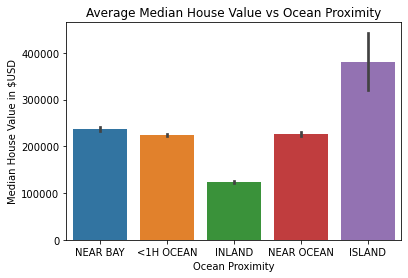 Average Median House Value vs Ocean Proximity
Median House Value in $USD
400000
300000
200000
100000
0
NEAR BAY <1H OCEAN INLAND NEAR OCEAN ISLAND
Ocean Proximity